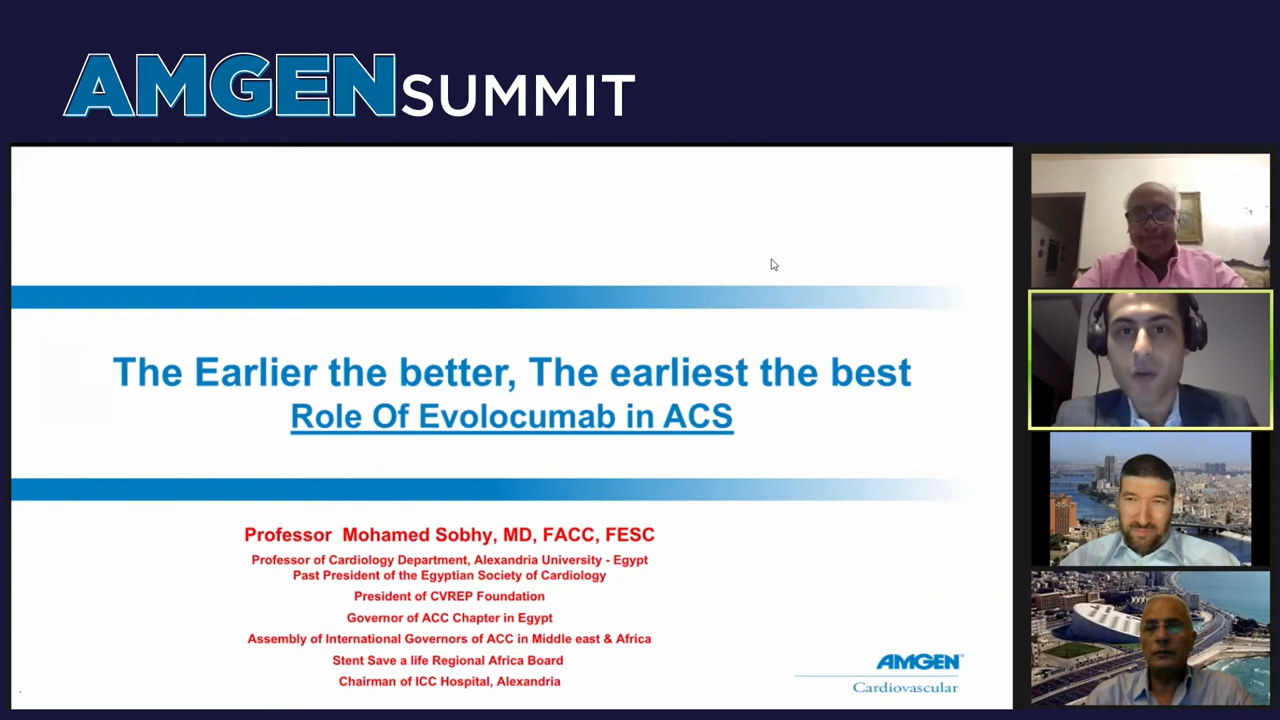 AMGEN SUMMIT
The Earlier the better, The earliest the best
Role Of Evolocumab in ACS
Professor Mohamed Sobhy, MD, FACC, FESC
Professor of Cardiology Department, Alexandria University - Egypt
Past President of the Egyptian Society of Cardiology
President of CVREP Foundation
Governor of ACC Chapter in Egypt
Assembly of International Governors of ACC in Middle east & Africa
Stent Save a life Regional Africa Board
Chairman of ICC Hospital, Alexandria
AMGEN®
Cardiovascular